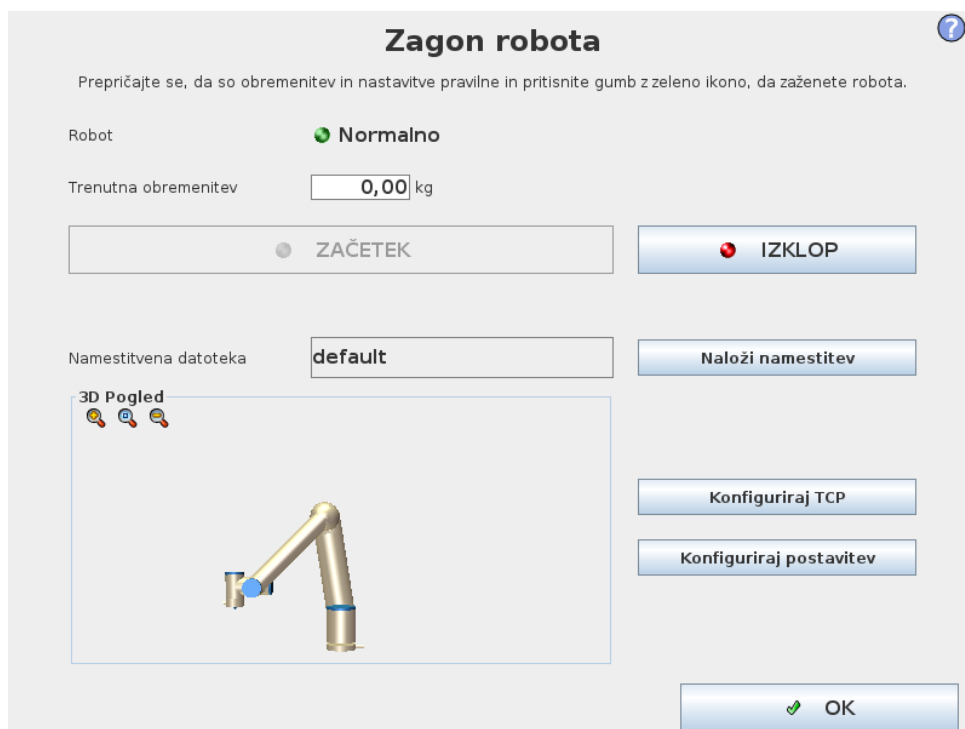 Zagon robota
?
Prepričajte se, da so obremenitev in nastavitve pravilne in pritisnite gumb z zeleno ikono, da zaženete robota.
Robot
Normalno
Trenutna obremenitev
0,00 kg
ZAČETEK
IZKLOP
Namestitvena datoteka
default
Naloži namestitev
3D Pogled
Konfiguriraj TCP
Konfiguriraj postavitev
OK